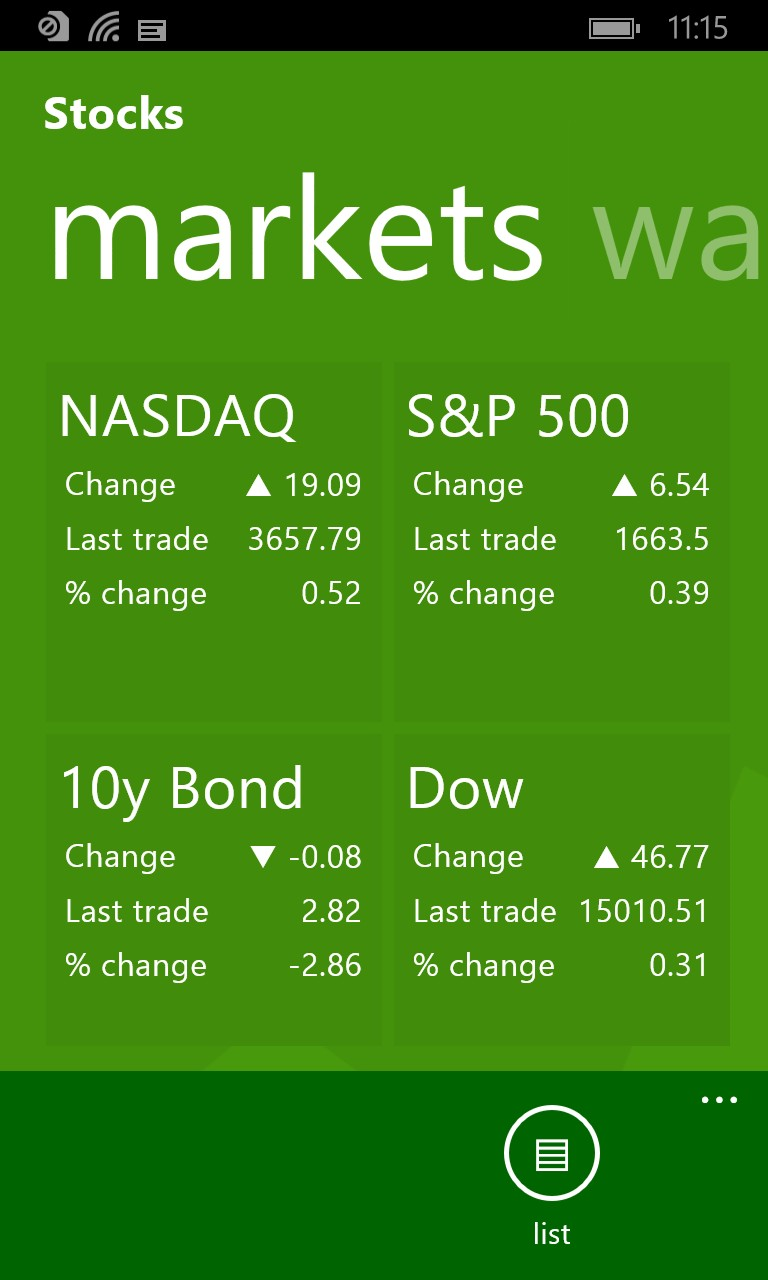 11:15
Stocks
markets wa
NASDAQ
Change ▲ 19.09
Last trade 3657.79
% change 0.52
S&P 500
Change ▲ 6.54
Last trade 1663.5
% change 0.39
10y Bond
Change ▼ -0.08
Last trade 2.82
% change -2.86
Dow
Change ▲ 46.77
Last trade 15010.51
% change 0.31
...
list